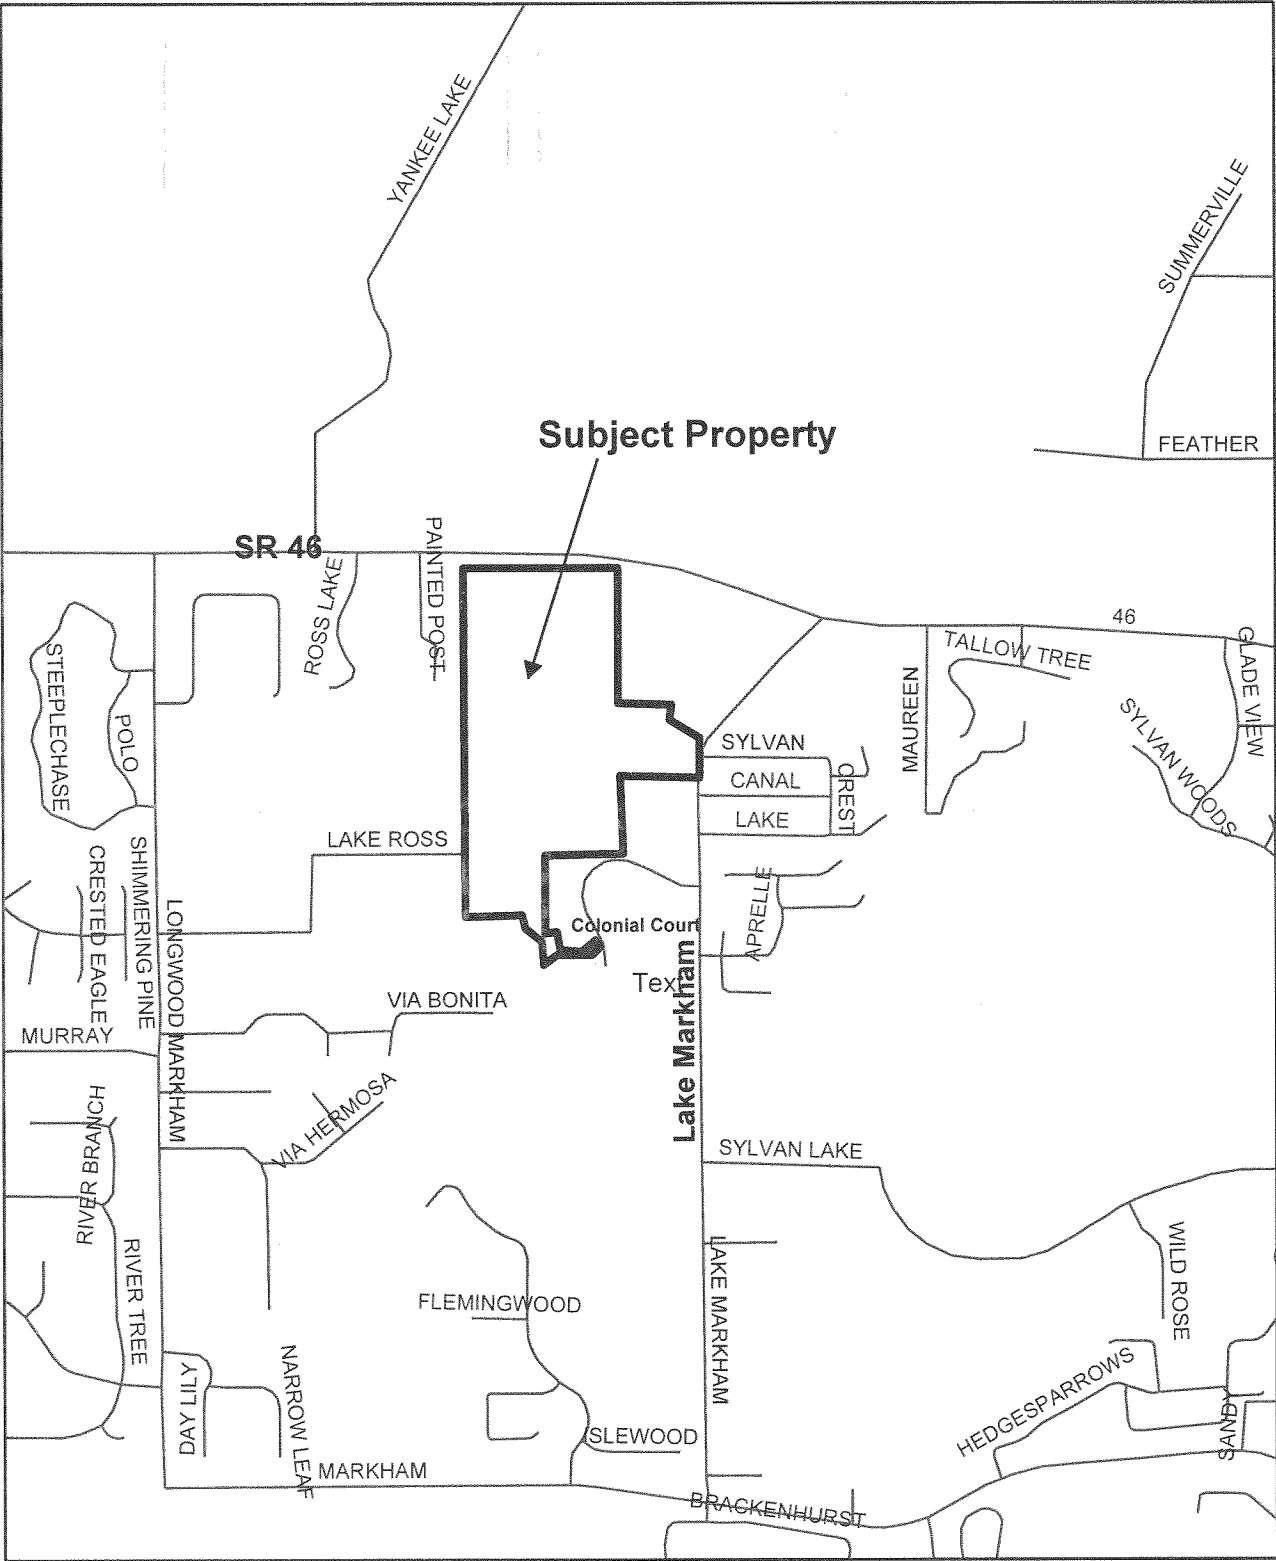 YANKEE LAKE
SUMMERVILLE
Subject Property
FEATHER
SR 46
PAINTED POST
ROSS LAKE
46
TALLOW TREE
GLADE VIEW
STEEPLECHASE
POLO
MAUREEN
SYLVAN WOODS
SYLVAN
CANAL
CREST
LAKE
LAKE ROSS
SHIMMERING PINE
CRESTED EAGLE
LONGWOOD MARKHAM
APRELLE
Colonial Court
Text
Lake Markham
VIA BONITA
MURRAY
VIA HERMOSA
RIVER BRANCH
SYLVAN LAKE
WILD ROSE
RIVER TREE
LAKE MARKHAM
FLEMINGWOOD
DAY LILY
NARROW LEAF
HEDGESPARROWS
SANDY
ISLEWOOD
MARKHAM
BRACKENHURST